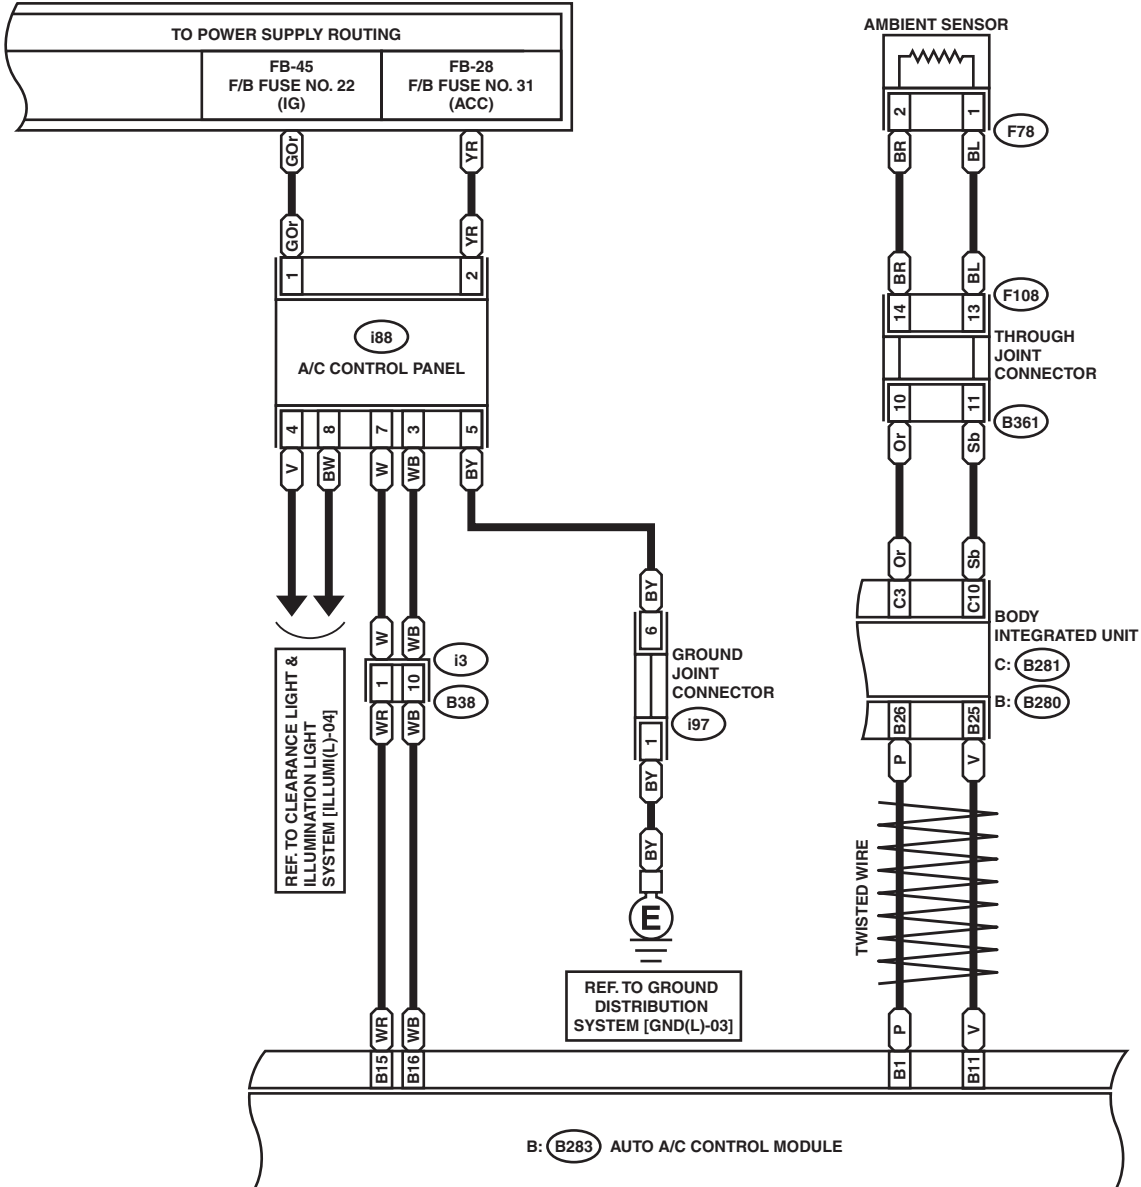 TO POWER SUPPLY ROUTING
FB-45
F/B FUSE NO. 22
(IG)
FB-28
F/B FUSE NO. 31
(ACC)
GOr
YR
GOr
YR
1
2
i88
A/C CONTROL PANEL
4
8
7
3
5
V
BW
W
WB
BY
REF. TO CLEARANCE LIGHT &
ILLUMINATION LIGHT
SYSTEM [ILLUMI(L)-04]
W
WB
1
10
i3
B38
WR
WB
WR
WB
B15
B16
BY
6
GROUND
JOINT
CONNECTOR
i97
1
BY
BY
E
REF. TO GROUND
DISTRIBUTION
SYSTEM [GND(L)-03]
AMBIENT SENSOR
2
1
F78
BR
BL
BR
BL
14
13
F108
THROUGH
JOINT
CONNECTOR
10
11
B361
Or
Sb
Or
Sb
C3
C10
BODY
INTEGRATED UNIT
C: B281
B: B280
B26
B25
P
V
TWISTED WIRE
P
V
B1
B11
B: B283 AUTO A/C CONTROL MODULE